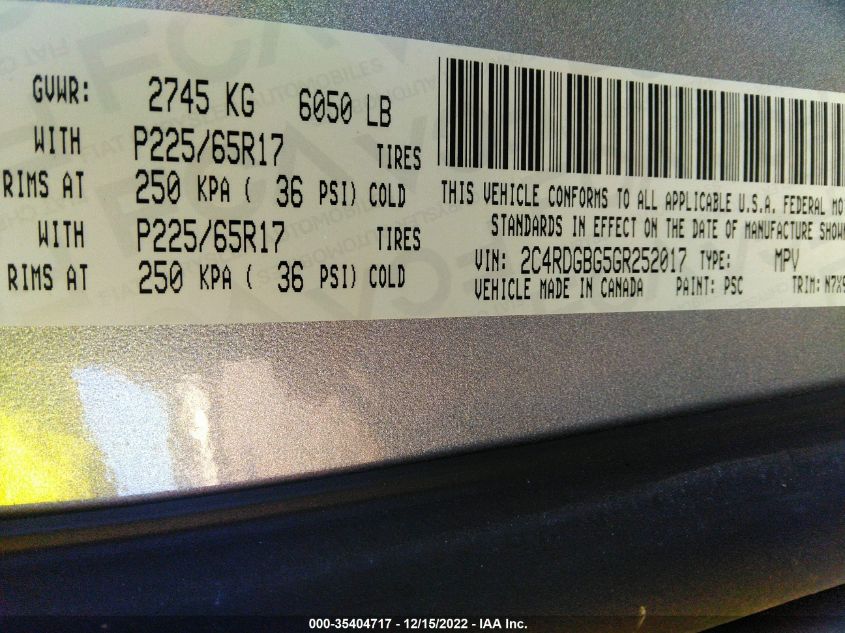 GVWR: 2745 KG 6050 LB
WITH P225/65R17 TIRES
RIMS AT 250 KPA ( 36 PSI) COLD
WITH P225/65R17 TIRES
RIMS AT 250 KPA ( 36 PSI) COLD
THIS VEHICLE CONFORMS TO ALL APPLICABLE U.S.A. FEDERAL MO
STANDARDS IN EFFECT ON THE DATE OF MANUFACTURE SHOW
VIN: 2C4RDGBG5GR252017 TYPE: MPV
VEHICLE MADE IN CANADA PAINT: PSC TRIM: N7X9
000-35404717 - 12/15/2022 - IAA Inc.